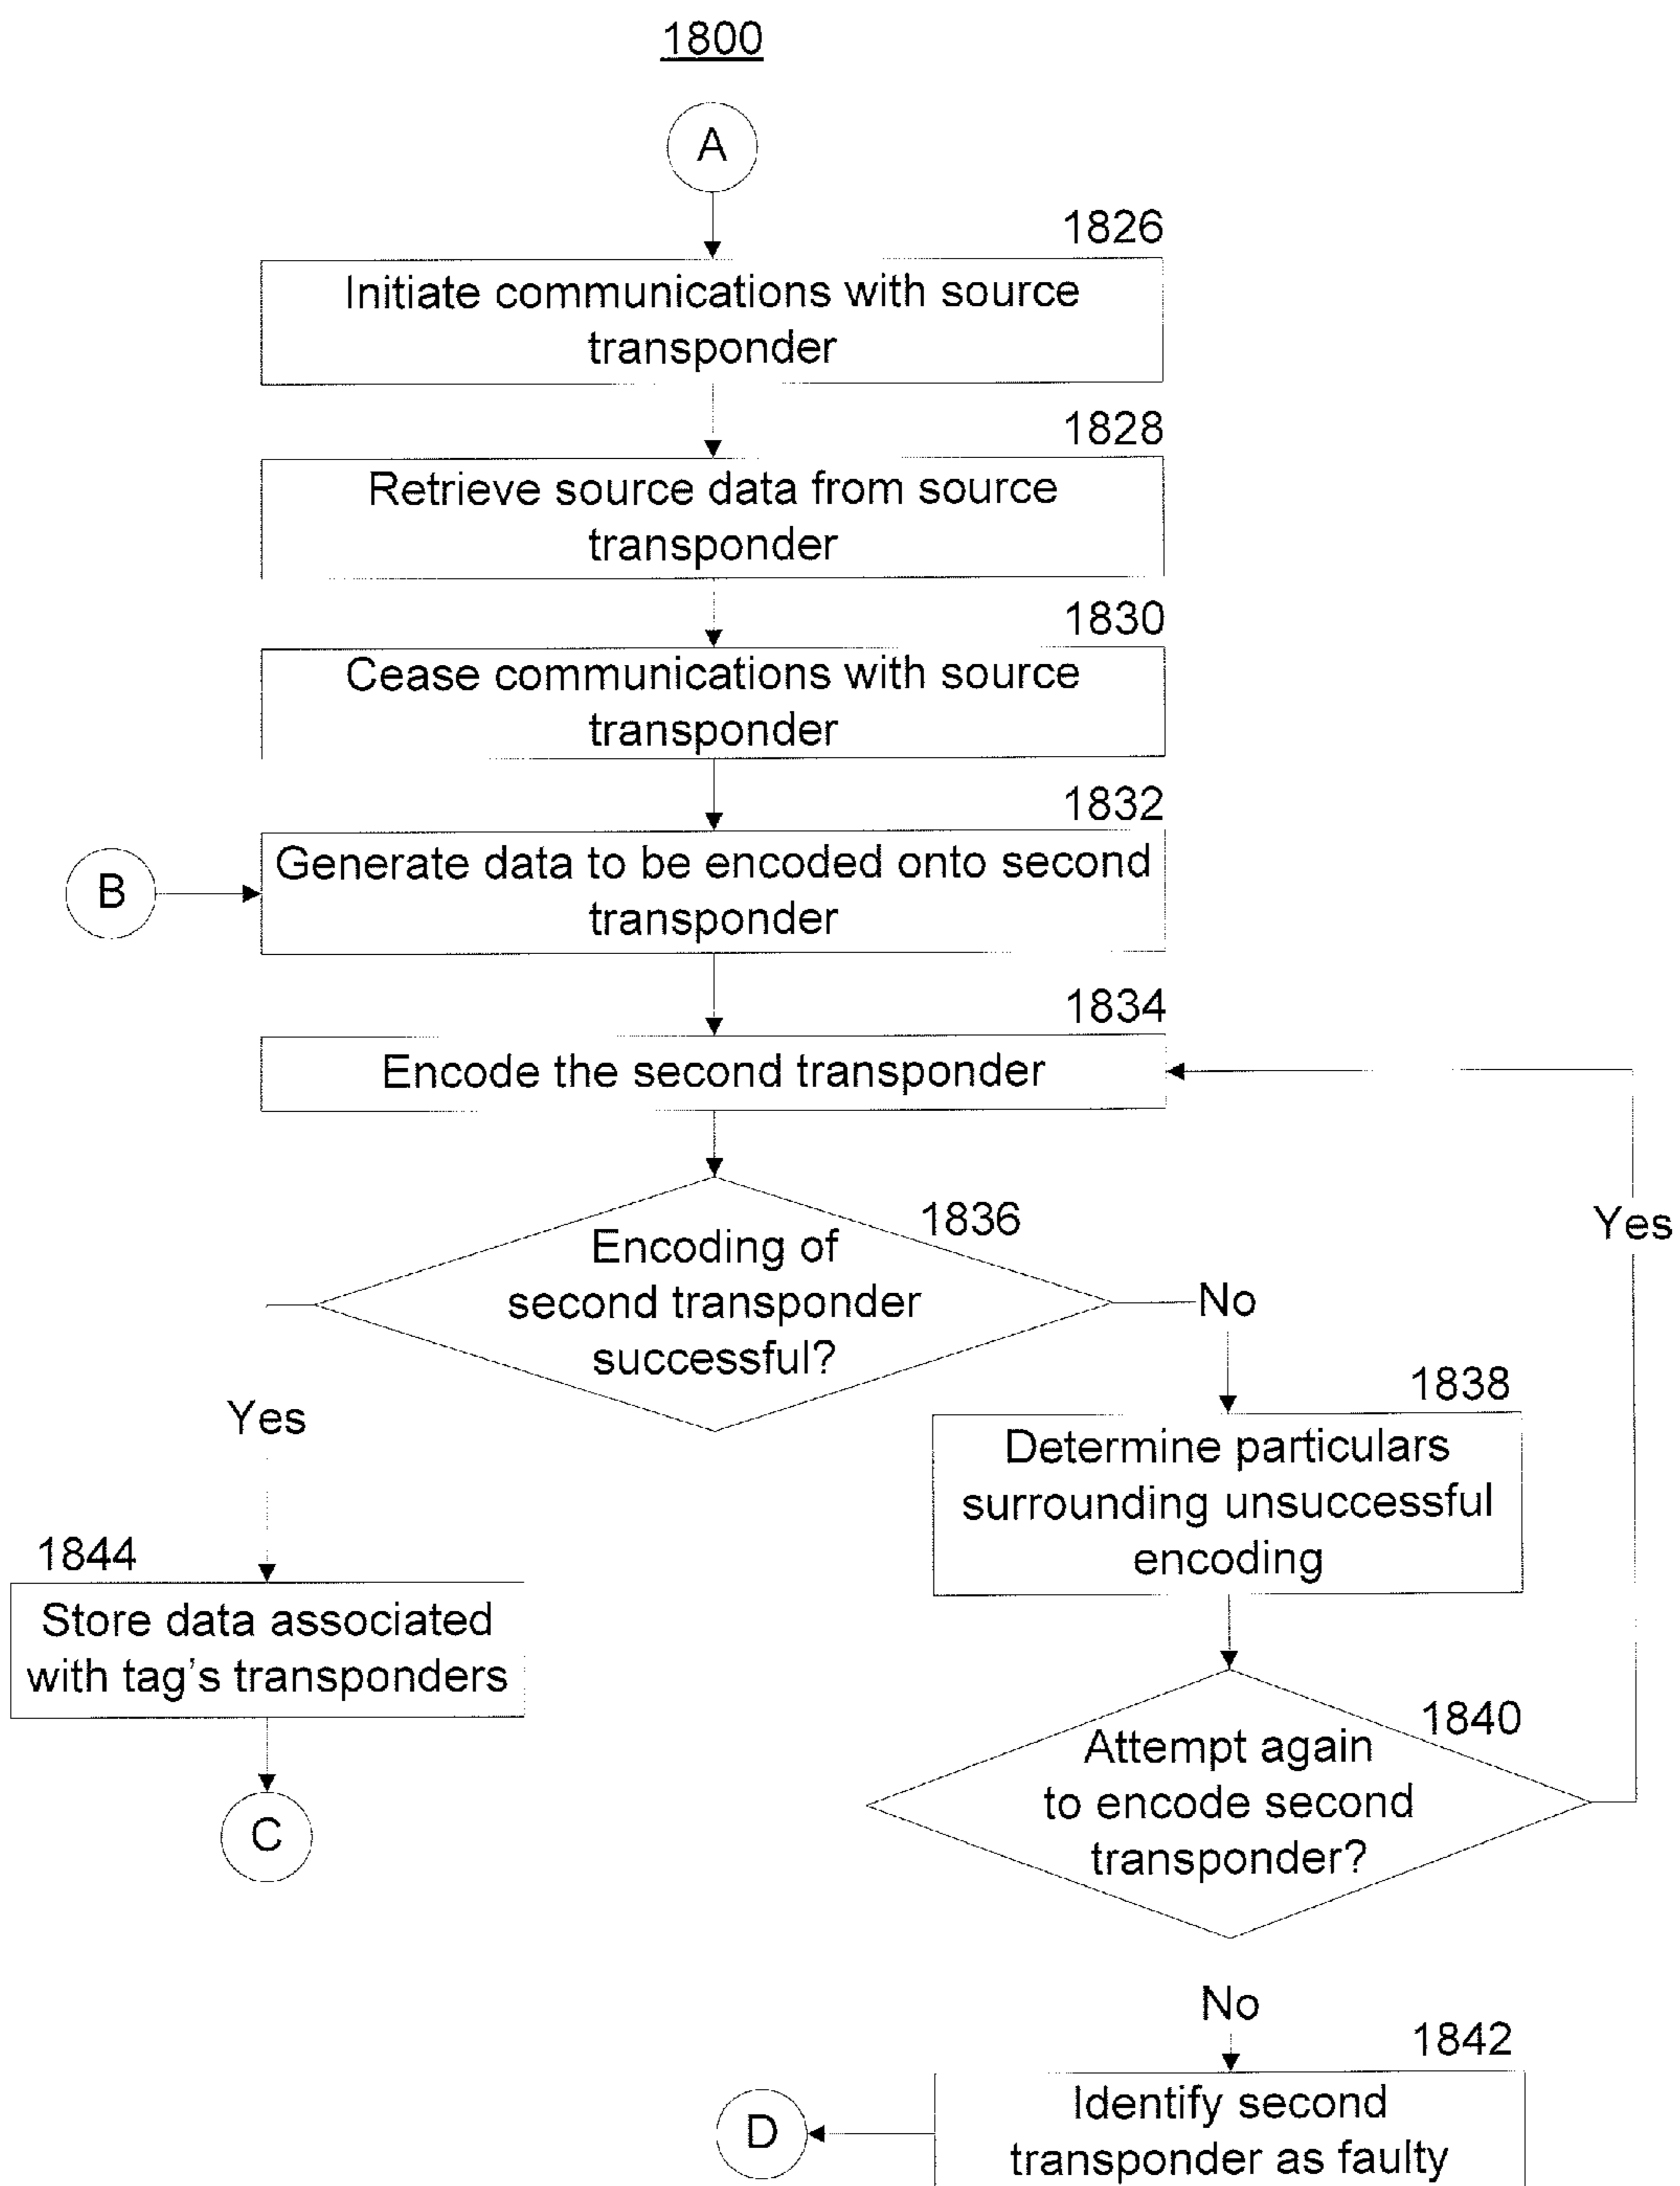 1800
A
1826
Initiate communications with source
transponder
1828
Retrieve source data from source
transponder
1830
Cease communications with source
transponder
1832
Generate data to be encoded onto second
transponder
B
1834
Encode the second transponder
1836
Encoding of
second transponder
successful?
Yes
No
1838
Determine particulars
surrounding unsuccessful
encoding
Yes
1844
Store data associated
with tag's transponders
C
1840
Attempt again
to encode second
transponder?
No
1842
Identify second
transponder as faulty
D